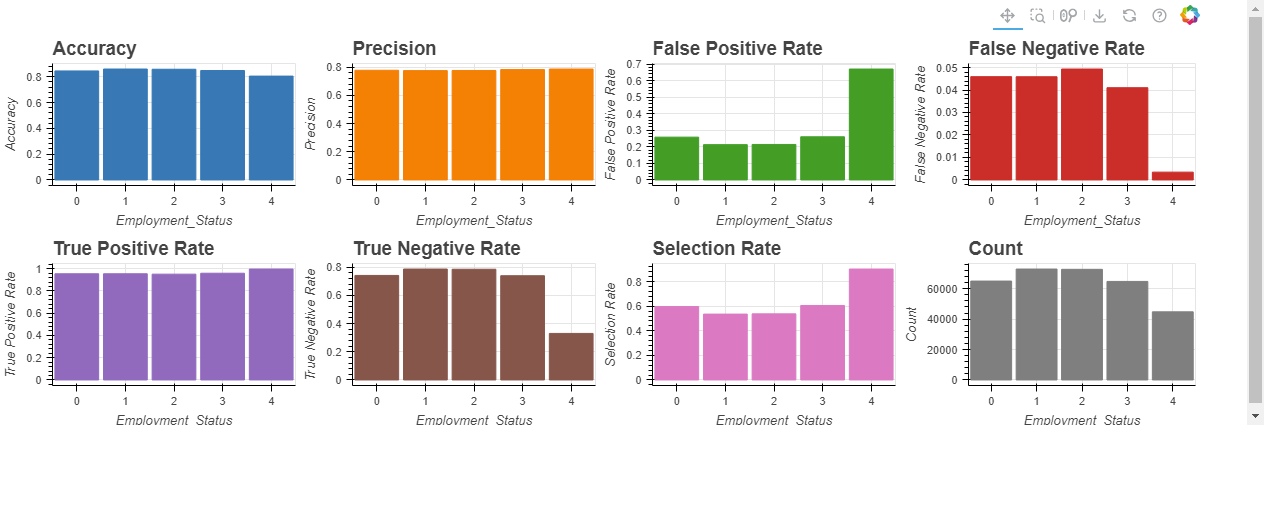 Accuracy
Precision
False Positive Rate
False Negative Rate
Accuracy
0.8
0.6
0.4
0.2
0
0 1 2 3 4
Employment_Status
Precision
0.8
0.6
0.4
0.2
0
0 1 2 3 4
Employment_Status
False Positive Rate
0.7
0.6
0.5
0.4
0.3
0.2
0.1
0
0 1 2 3 4
Employment_Status
False Negative Rate
0.05
0.04
0.03
0.02
0.01
0
0 1 2 3 4
Employment_Status
True Positive Rate
True Negative Rate
Selection Rate
Count
True Positive Rate
1
0.8
0.6
0.4
0.2
0
0 1 2 3 4
Employment_Status
True Negative Rate
0.8
0.6
0.4
0.2
0
0 1 2 3 4
Employment_Status
Selection Rate
0.8
0.6
0.4
0.2
0
0 1 2 3 4
Employment_Status
Count
60000
40000
20000
0
0 1 2 3 4
Employment_Status